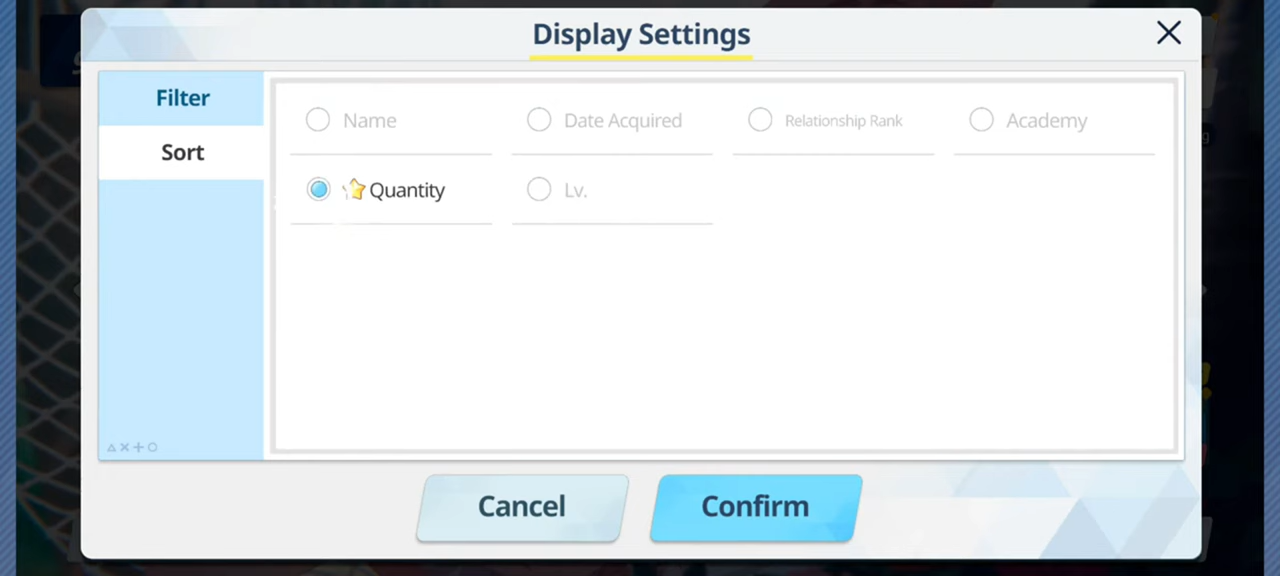 Display Settings
Filter
Sort
Name
Date Acquired
Relationship Rank
Academy
Quantity
Lv.
Cancel
Confirm